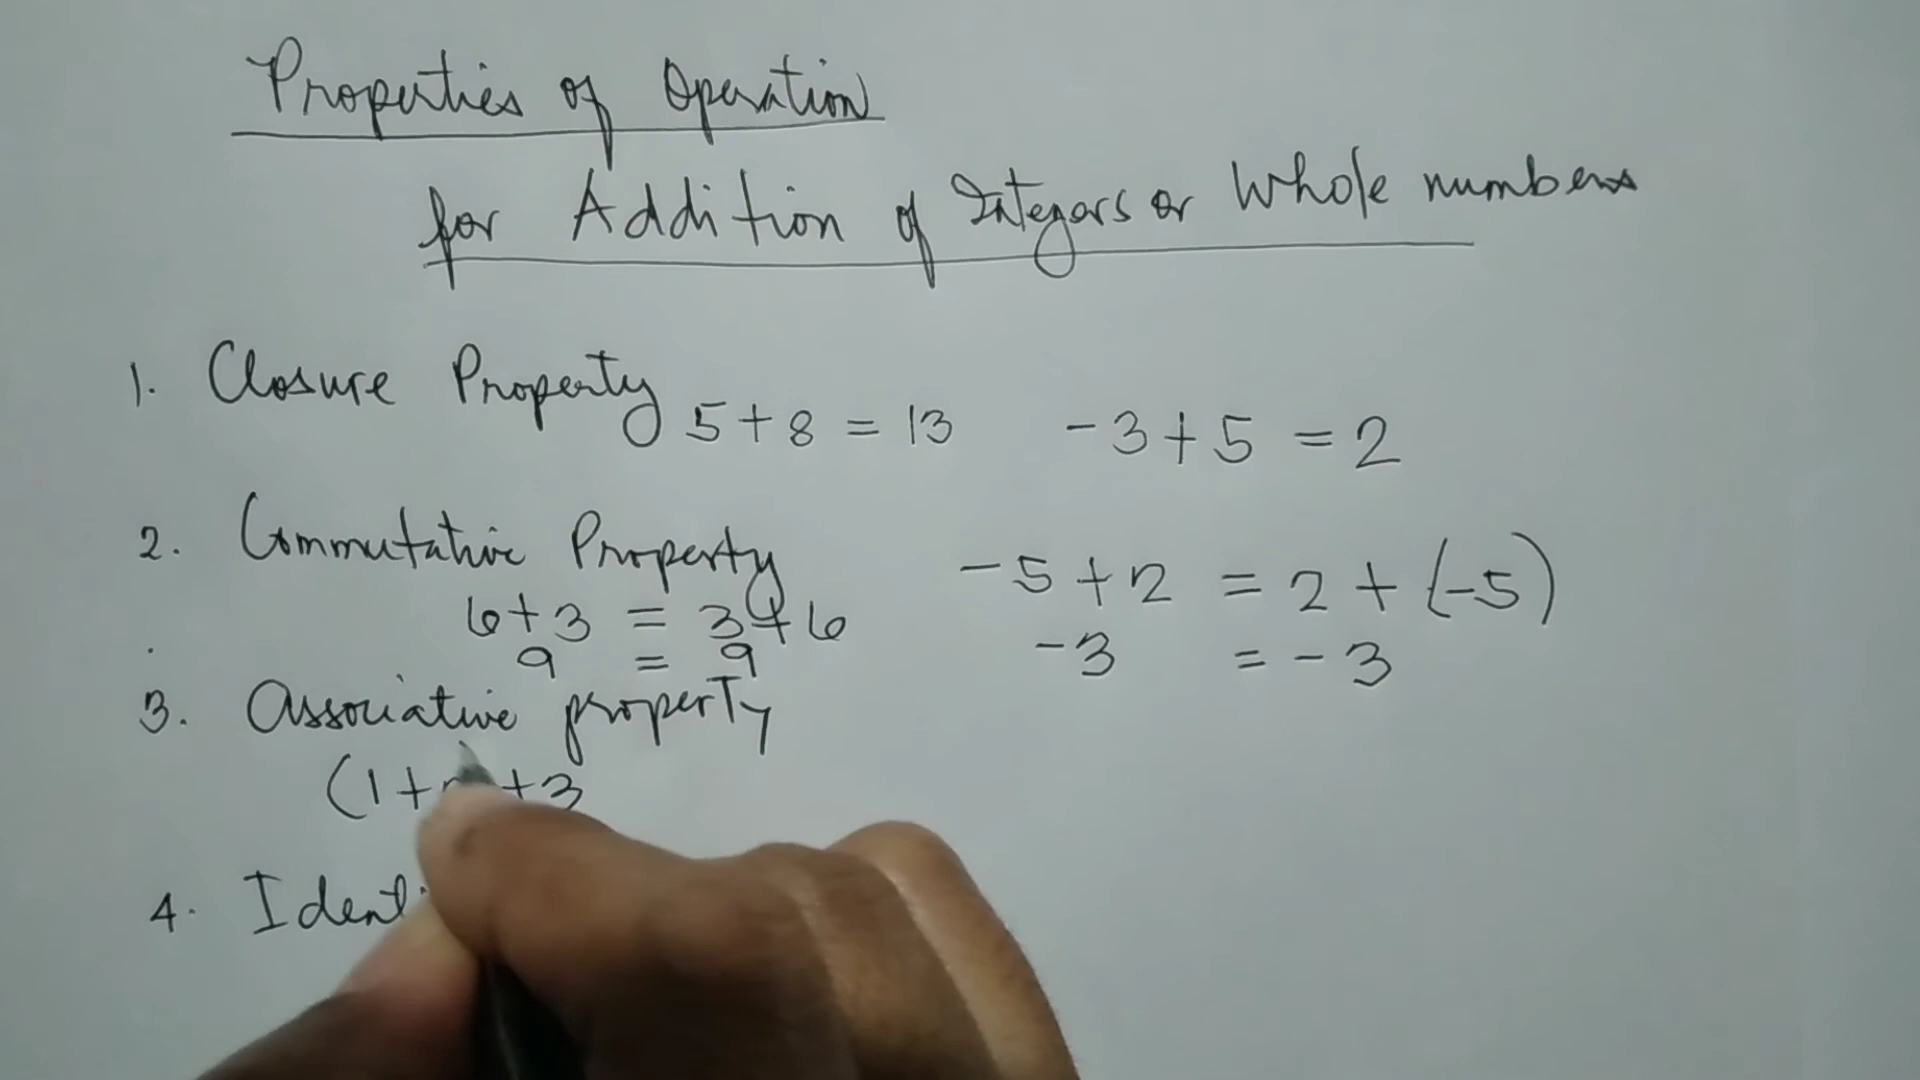 Properties of Operation
for Addition of Integers or Whole numbers
1. Closure Property 5+8 = 13 -3+5 = 2
2. Commutative Property -5+2 = 2+(-5)
6+3 = 3+6 -3 = -3
9 = 9
3. Associative property
(1+ +3
4.